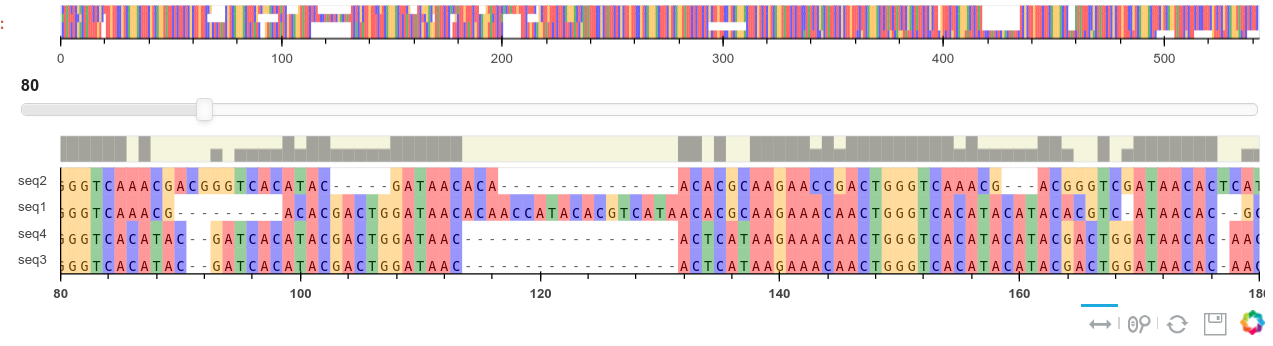 :
0 100 200 300 400 500
80
seq2 GGGTCAAACGACGGGTCACATAC-----GATAACACA---------------ACACGCAAGAACCGACTGGGTCAAACG---ACGGGTCGATAACACTCAT
seq1 GGGTCAAACG---------ACACGACTGGATAACACAACCATACACGTCATAACACGCAAGAAACAACTGGGTCACATACATACACGTC-ATAACAC--GC
seq4 GGGTCACATAC--GATCACATACGACTGGATAAC------------------ACTCATAAGAAACAACTGGGTCACATACATACGACTGGATAACAC-AAC
seq3 GGGTCACATAC--GATCACATACGACTGGATAAC------------------ACTCATAAGAAACAACTGGGTCACATACATACGACTGGATAACAC-AAC
80 100 120 140 160 180